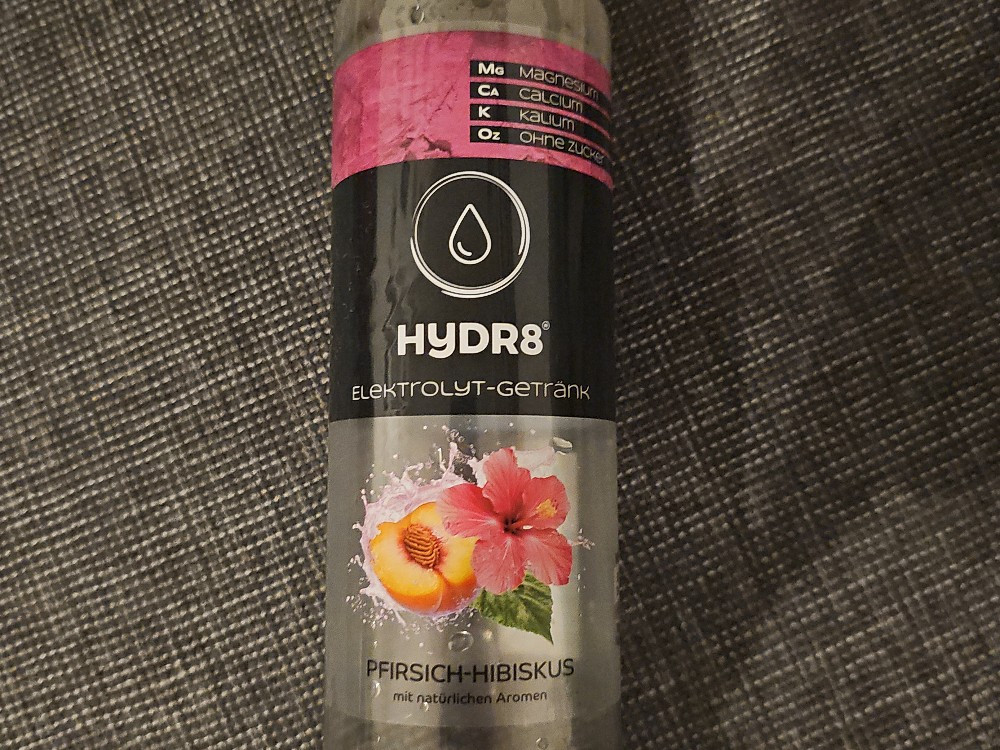 Mg Magnesium
Ca Calcium
K Kalium
Oz Ohne Zucker
HYDR8®
Elektrolyt-Getränk
PFIRSICH-HIBISKUS
mit natürlichen Aromen